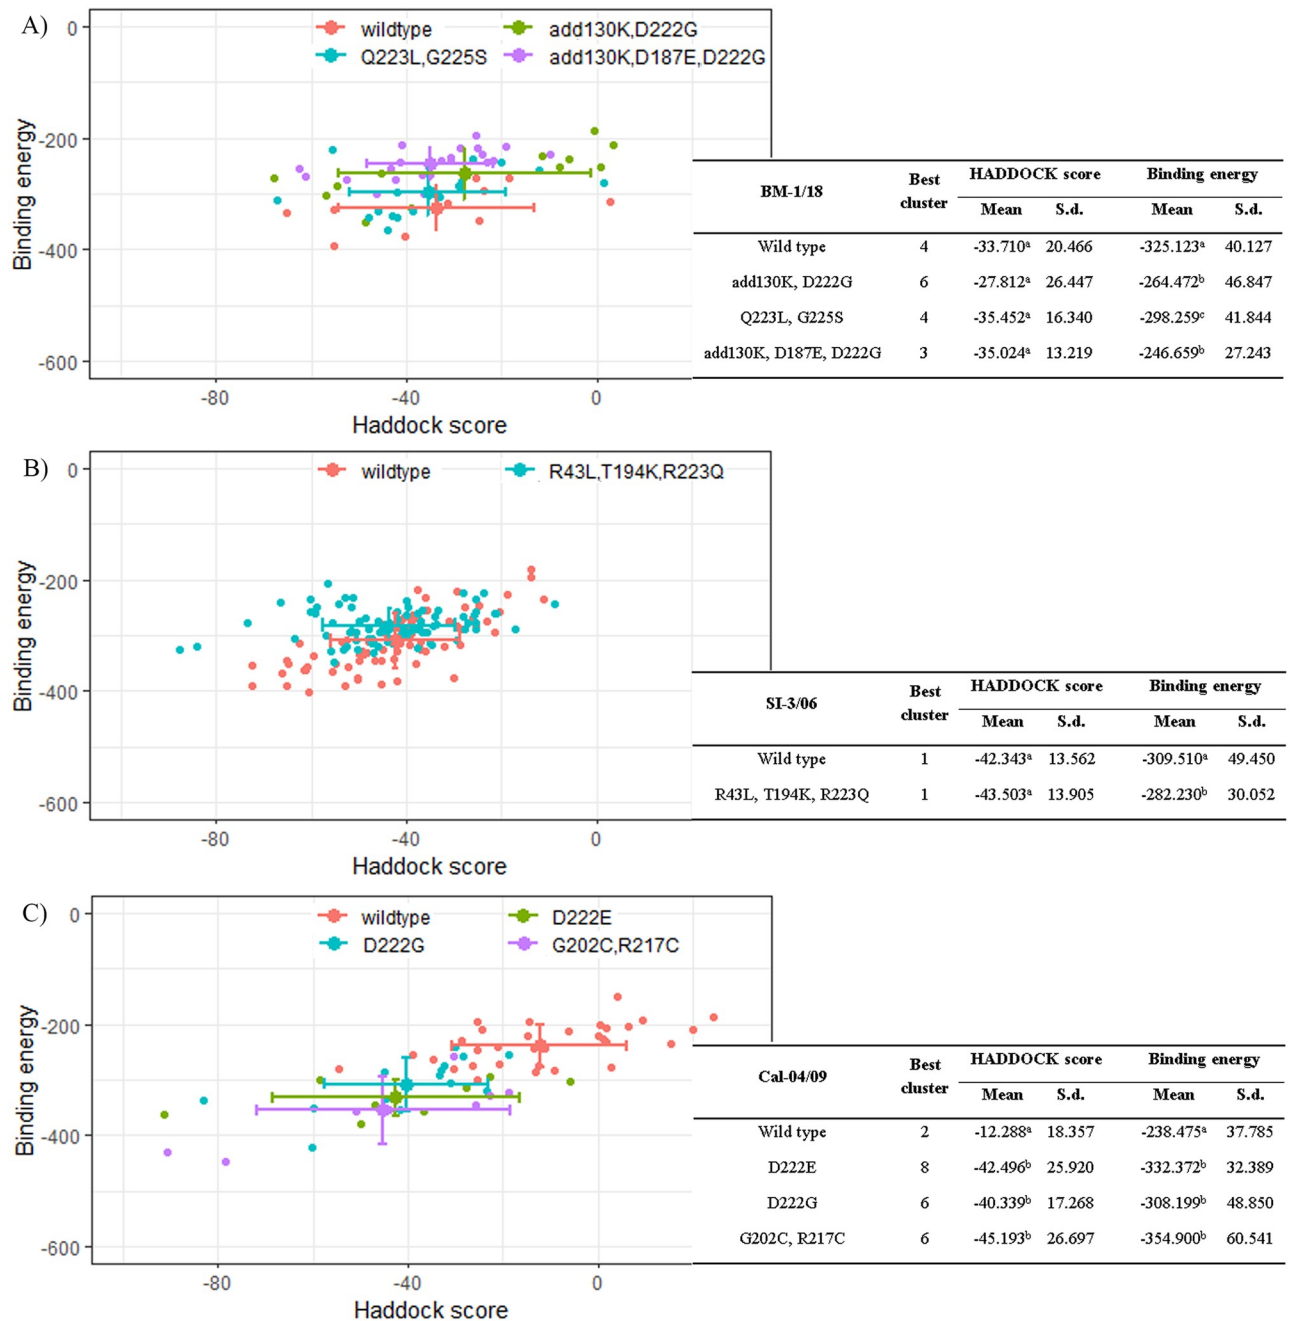 A)
wildtype add130K,D222G
Q223L,G225S add130K,D187E,D222G
0
-200
-400
-600
Binding energy
-80 -40 0
Haddock score
BM-1/18 Best cluster HADDOCK score Binding energy
Mean S.d. Mean S.d.
Wild type 4 -33.710ᵃ 20.466 -325.123ᵃ 40.127
add130K, D222G 6 -27.812ᵃ 26.447 -264.472ᵇ 46.847
Q223L, G225S 4 -35.452ᵃ 16.340 -298.259ᶜ 41.844
add130K, D187E, D222G 3 -35.024ᵃ 13.219 -246.659ᵇ 27.243
B)
wildtype R43L,T194K,R223Q
0
-200
-400
-600
Binding energy
-80 -40 0
Haddock score
SI-3/06 Best cluster HADDOCK score Binding energy
Mean S.d. Mean S.d.
Wild type 1 -42.343ᵃ 13.562 -309.510ᵃ 49.450
R43L, T194K, R223Q 1 -43.503ᵃ 13.905 -282.230ᵇ 30.052
C)
wildtype D222E
D222G G202C,R217C
0
-200
-400
-600
Binding energy
-80 -40 0
Haddock score
Cal-04/09 Best cluster HADDOCK score Binding energy
Mean S.d. Mean S.d.
Wild type 2 -12.288ᵃ 18.357 -238.475ᵃ 37.785
D222E 8 -42.496ᵇ 25.920 -332.372ᵇ 32.389
D222G 6 -40.339ᵇ 17.268 -308.199ᵇ 48.850
G202C, R217C 6 -45.193ᵇ 26.697 -354.900ᵇ 60.541